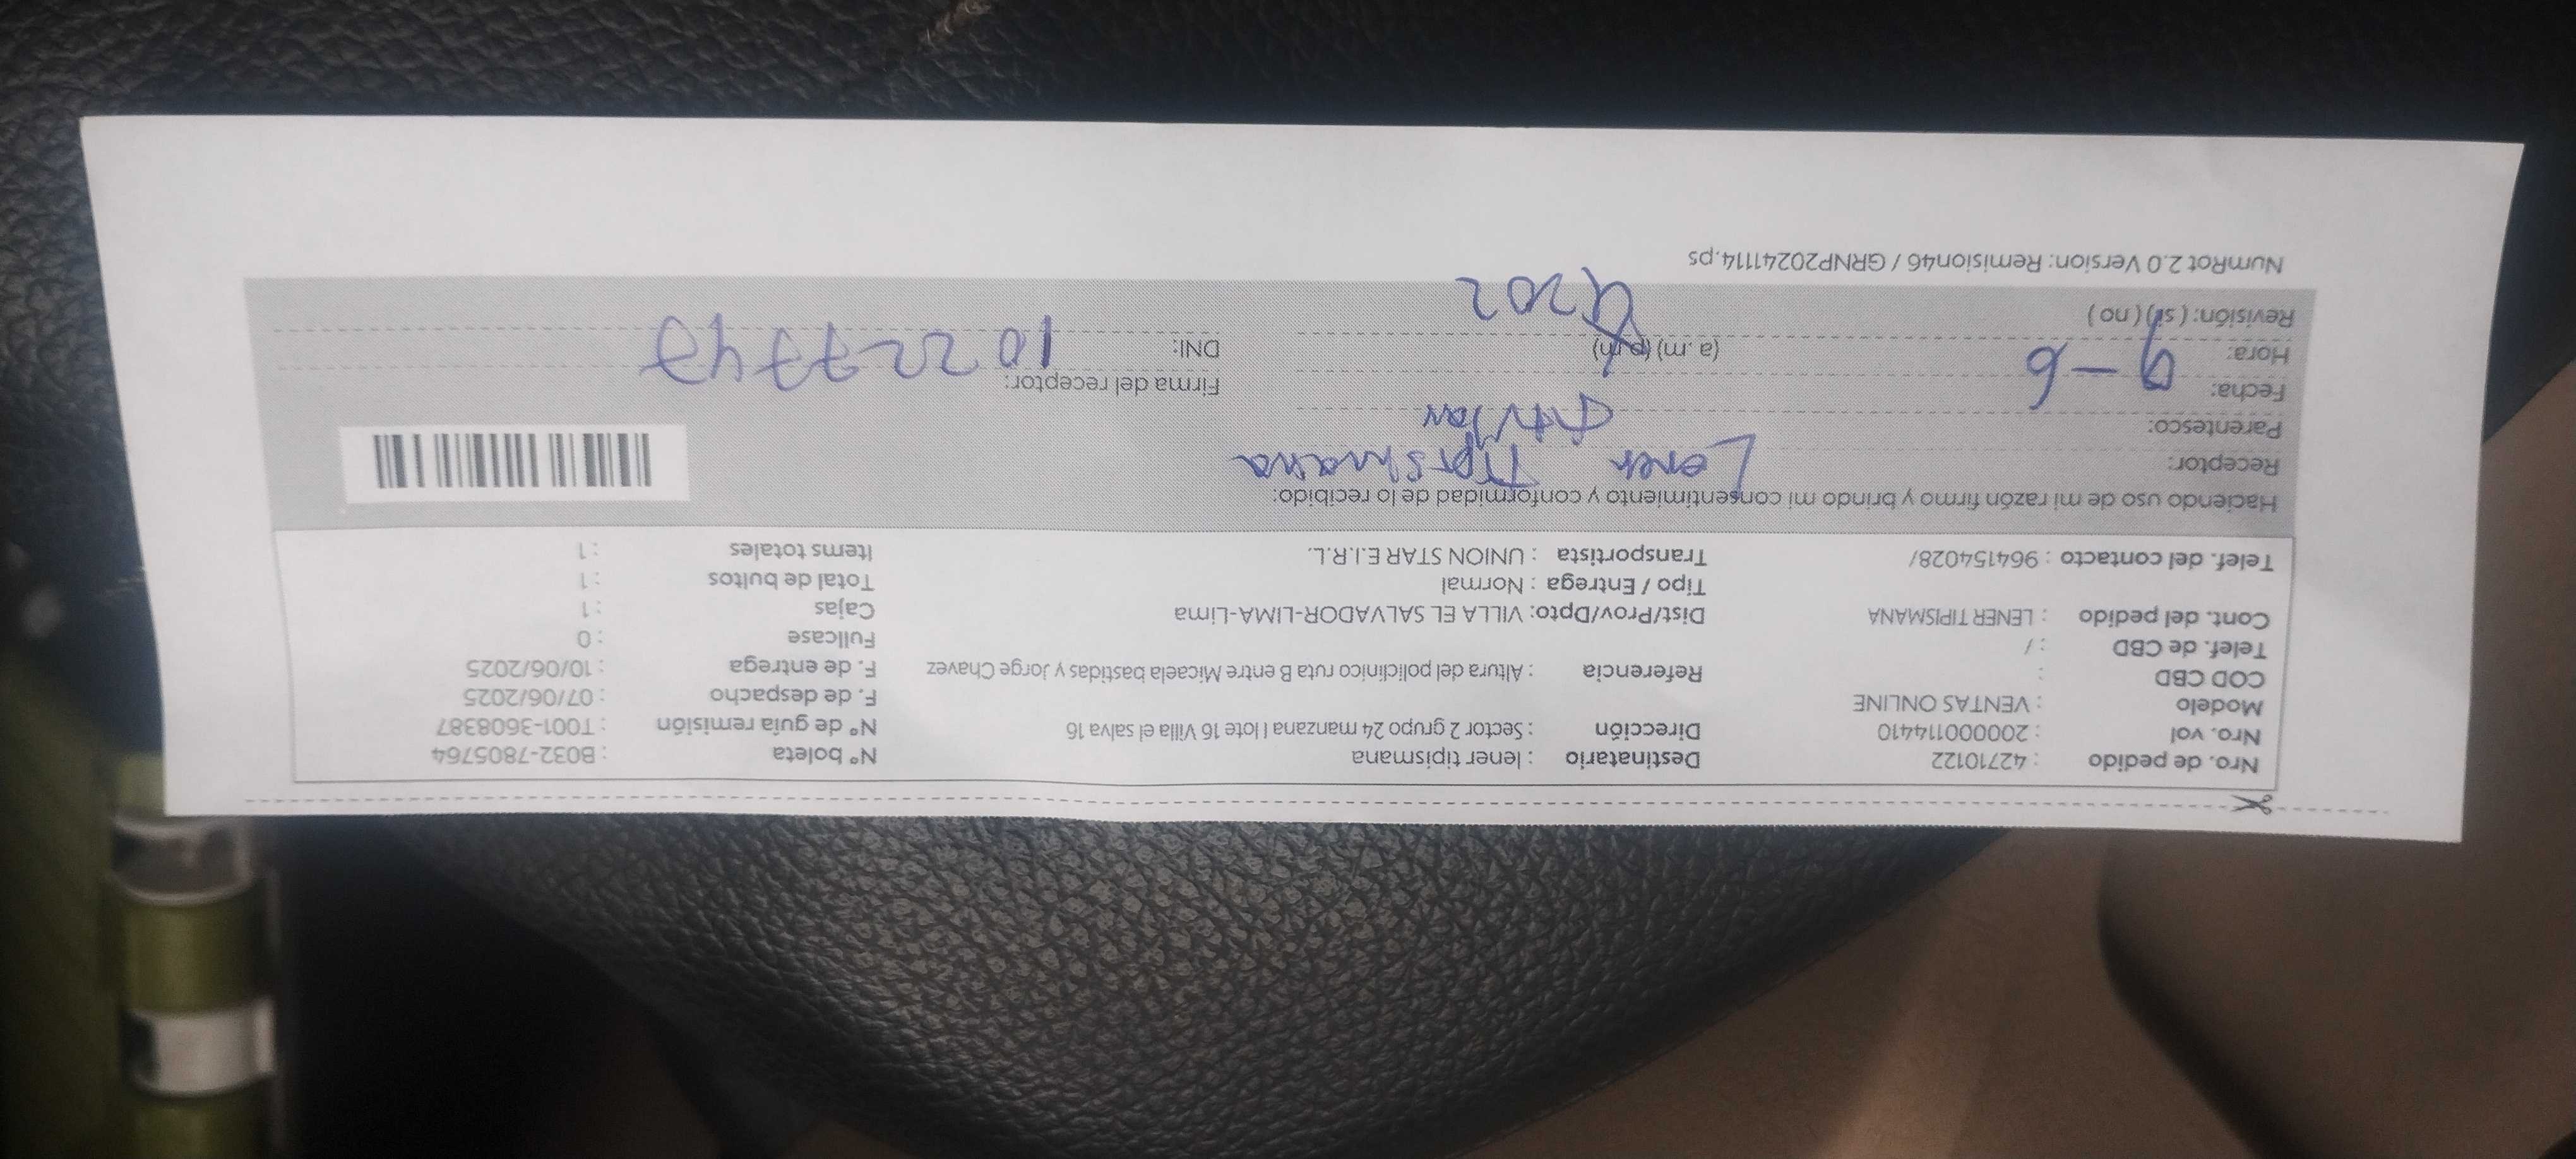 Nro. de pedido : 42710122 Destinatario : lener tipismana N° boleta : B032-7805764
Nro. vol : 20000011441​0 Dirección : Sector 2 grupo 24 manzana I lote 16 Villa el salva 16 N° de guía remisión : T001-3608387
Modelo : VENTAS ONLINE F. de despacho : 07/06/2025
COD CBD : Referencia : Altura del policlinico ruta B entre Micaela bastidas y Jorge Chavez F. de entrega : 10/06/2025
Telef. de CBD : / Fullcase : 0
Cont. del pedido : LENER TIPISMANA Dist/Prov/Dpto: VILLA EL SALVADOR-LIMA-Lima Cajas : 1
Tipo / Entrega : Normal Total de bultos : 1
Telef. del contacto : 964154028/ Transportista : UNION STAR E.I.R.L. Items totales : 1
Haciendo uso de mi razón firmo y brindo mi consentimiento y conformidad de lo recibido:
Receptor: Lener Tipishmana
Parentesco:
Fecha: 9-6 Firma del receptor:
Hora: (a.m) (p.m) DNI: 10227747
Revisión: ( si) ( no ) 
NumRot 2.0 Version: Remision46 / GRNP20241114.ps